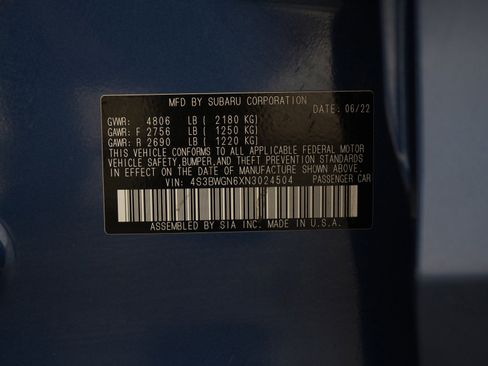 MFD BY SUBARU CORPORATION
DATE: 06/22
GVWR: 4806 LB ( 2180 KG)
GAWR: F 2756 LB ( 1250 KG)
GAWR: R 2690 LB ( 1220 KG)
THIS VEHICLE CONFORMS TO ALL APPLICABLE FEDERAL MOTOR
VEHICLE SAFETY, BUMPER, AND THEFT PREVENTION STANDARDS
IN EFFECT ON THE DATE OF MANUFACTURE SHOWN ABOVE.
VIN: 4S3BWGN6XN3024504 PASSENGER CAR
ASSEMBLED BY SIA INC. MADE IN U.S.A.